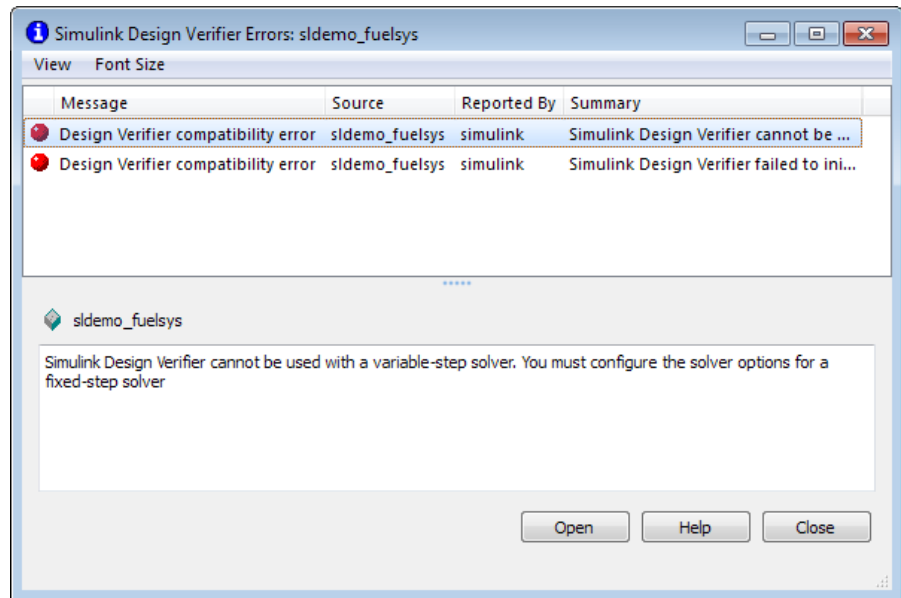 Simulink Design Verifier Errors: sldemo_fuelsys
View Font Size
Message Source Reported By Summary
Design Verifier compatibility error sldemo_fuelsys simulink Simulink Design Verifier cannot be ...
Design Verifier compatibility error sldemo_fuelsys simulink Simulink Design Verifier failed to ini...
sldemo_fuelsys
Simulink Design Verifier cannot be used with a variable-step solver. You must configure the solver options for a
fixed-step solver
Open Help Close